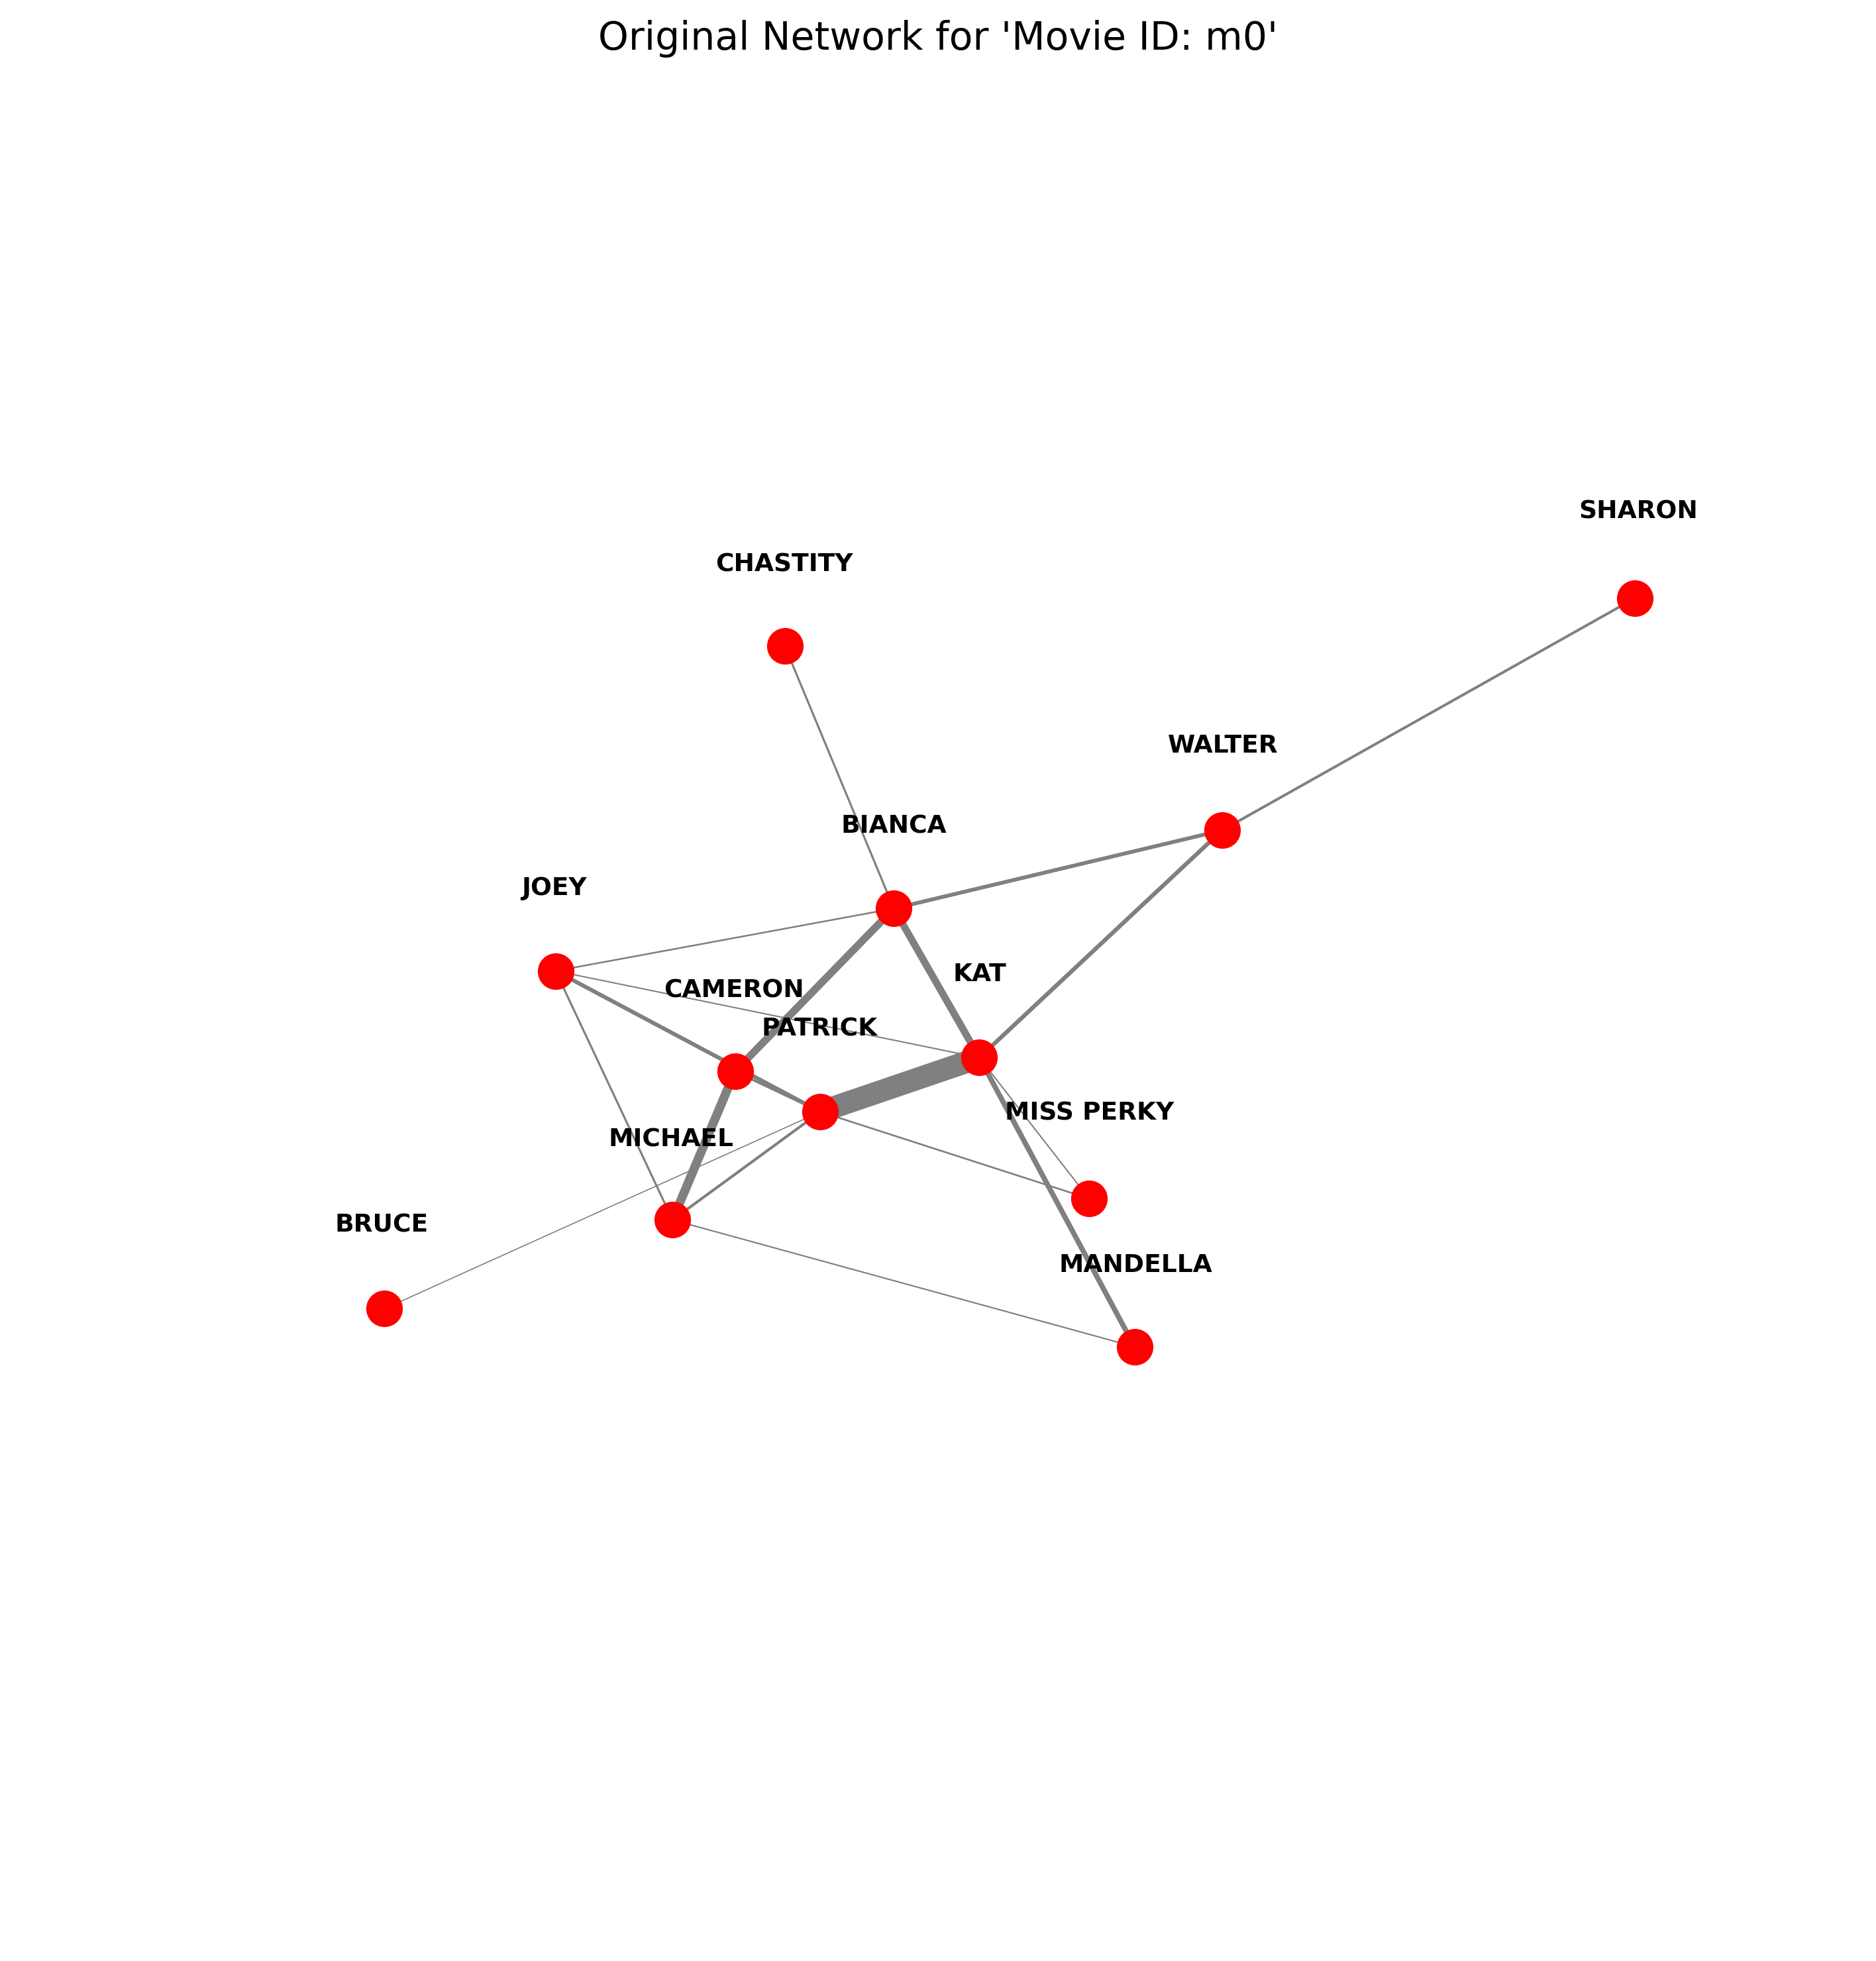 Original Network for 'Movie ID: m0'
SHARON
CHASTITY
WALTER
BIANCA
JOEY
KAT
CAMERON
PATRICK
MISS PERKY
MICHAEL
BRUCE
MANDELLA